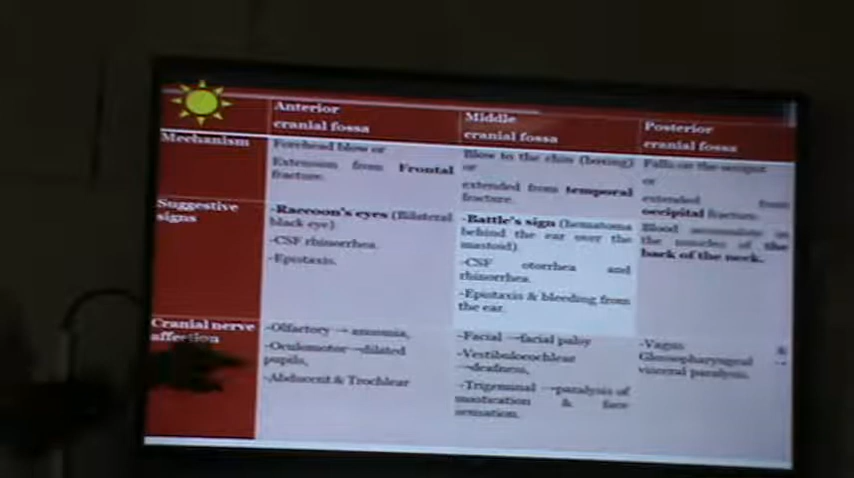 Anterior
cranial fossa
Middle
cranial fossa
Posterior
cranial fossa
Mechanism
Forehead blow or
Extension from Frontal
fracture.
Blow to the chin (boxing)
or
extended from temporal
fracture.
Falls on the occiput
or
extended from
occipital fracture.
Suggestive
signs
-Raccoon's eyes (Bilateral
black eye)
-CSF rhinorrhea.
-Epistaxis.
-Battle's sign (hematoma
behind the ear over the
mastoid)
-CSF otorrhea and
rhinorrhea.
-Epistaxis & bleeding from
the ear.
Blood
the muscles of the
back of the neck.
Cranial nerve
affection
-Olfactory → anosmia,
-Oculomotor →dilated
pupils,
-Abducent & Trochlear
-Facial →facial palsy
-Vestibulocochlear
→deafness,
-Trigeminal →paralysis of
mastication & face
sensation.
-Vagus &
Glossopharyngeal →
visceral paralysis.